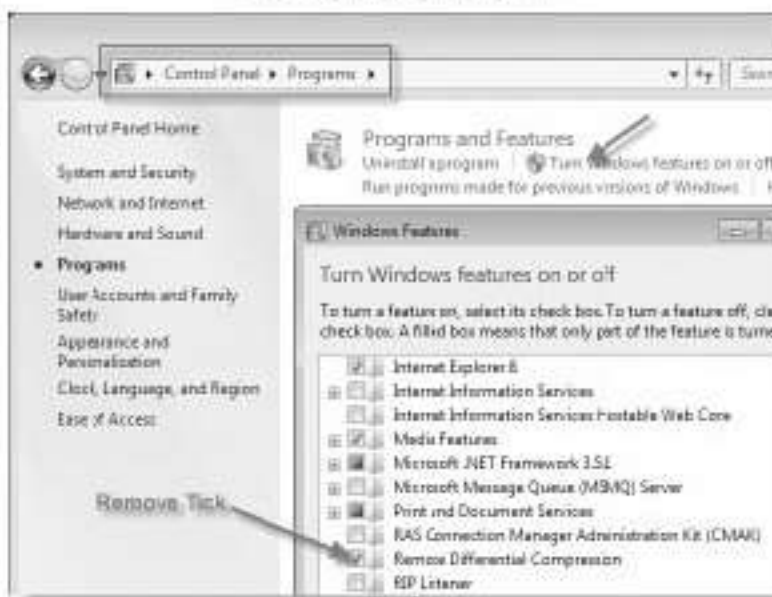 Control Panel Programs
Control Panel Home
System and Security
Network and Internet
Hardware and Sound
Programs
User Accounts and Family
Safety
Appearance and
Personalization
Clock, Language, and Region
Ease of Access
Programs and Features
Uninstall a program Turn Windows features on or off
Run programs made for previous versions of Windows
Windows Features
Turn Windows features on or off
To turn a feature on, select its check box. To turn a feature off, cle
check box. A filled box means that only part of the feature is turne
Internet Explorer 8
Internet Information Services
Internet Information Services Hostable Web Core
Media Features
Microsoft .NET Framework 3.5.1
Microsoft Message Queue (MSMQ) Server
Print and Document Services
RAS Connection Manager Administration Kit (CMAK)
Remote Differential Compression
RIP Listener
Remove Tick